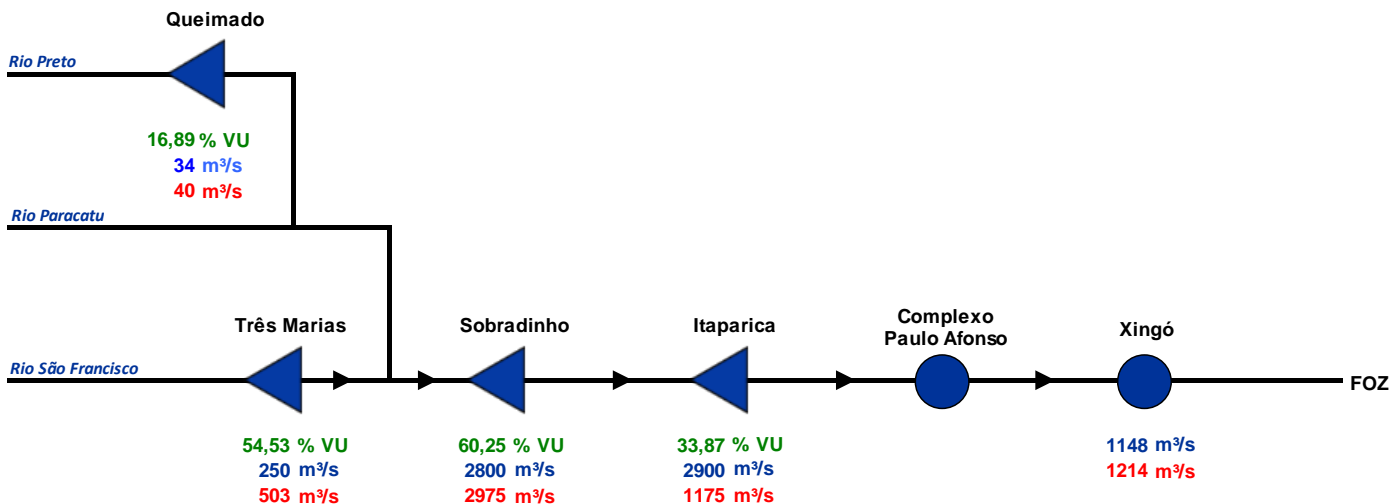 Queimado
Rio Preto
16,89 % VU
34 m³/s
40 m³/s
Rio Paracatu
Três Marias
Sobradinho
Itaparica
Complexo
Paulo Afonso
Xingó
Rio São Francisco
FOZ
54,53 % VU
250 m³/s
503 m³/s
60,25 % VU
2800 m³/s
2975 m³/s
33,87 % VU
2900 m³/s
1175 m³/s
1148 m³/s
1214 m³/s